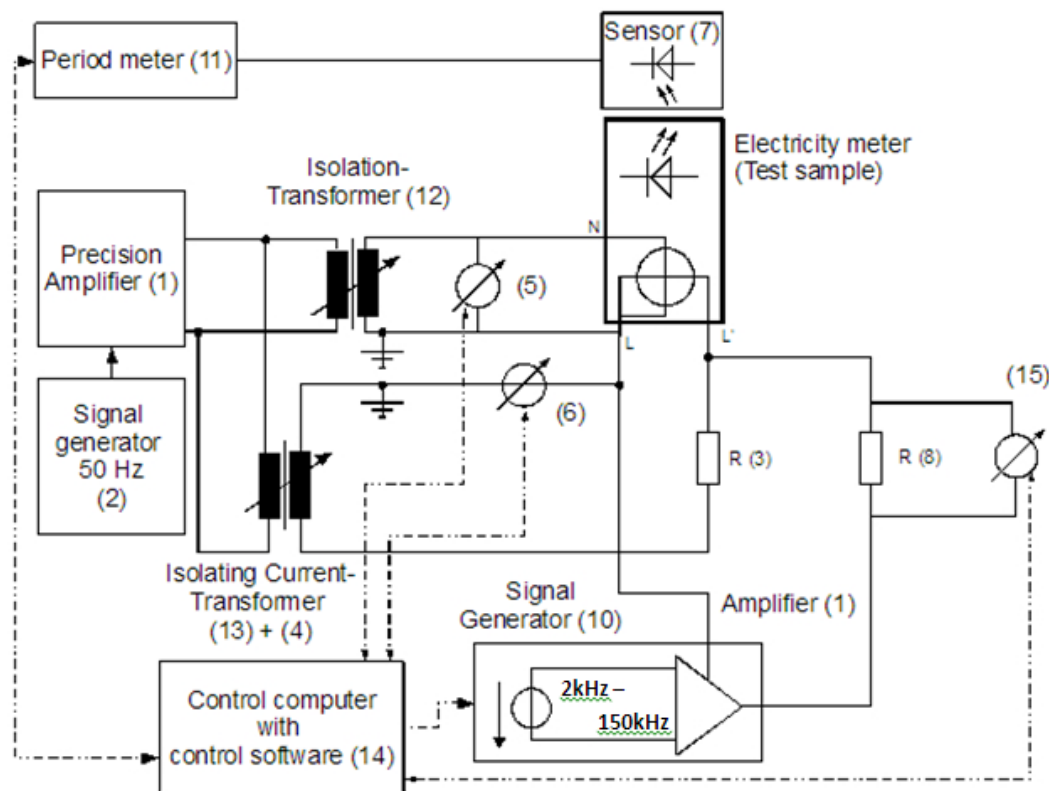 Period meter (11)
Sensor (7)
Electricity meter
(Test sample)
Isolation-
Transformer (12)
Precision
Amplifier (1)
N
(5)
L
L'
(6)
(15)
Signal
generator
50 Hz
(2)
R (3)
R (8)
Isolating Current-
Transformer
(13) + (4)
Signal
Generator (10)
Amplifier (1)
2kHz –
150kHz
Control computer
with
control software (14)